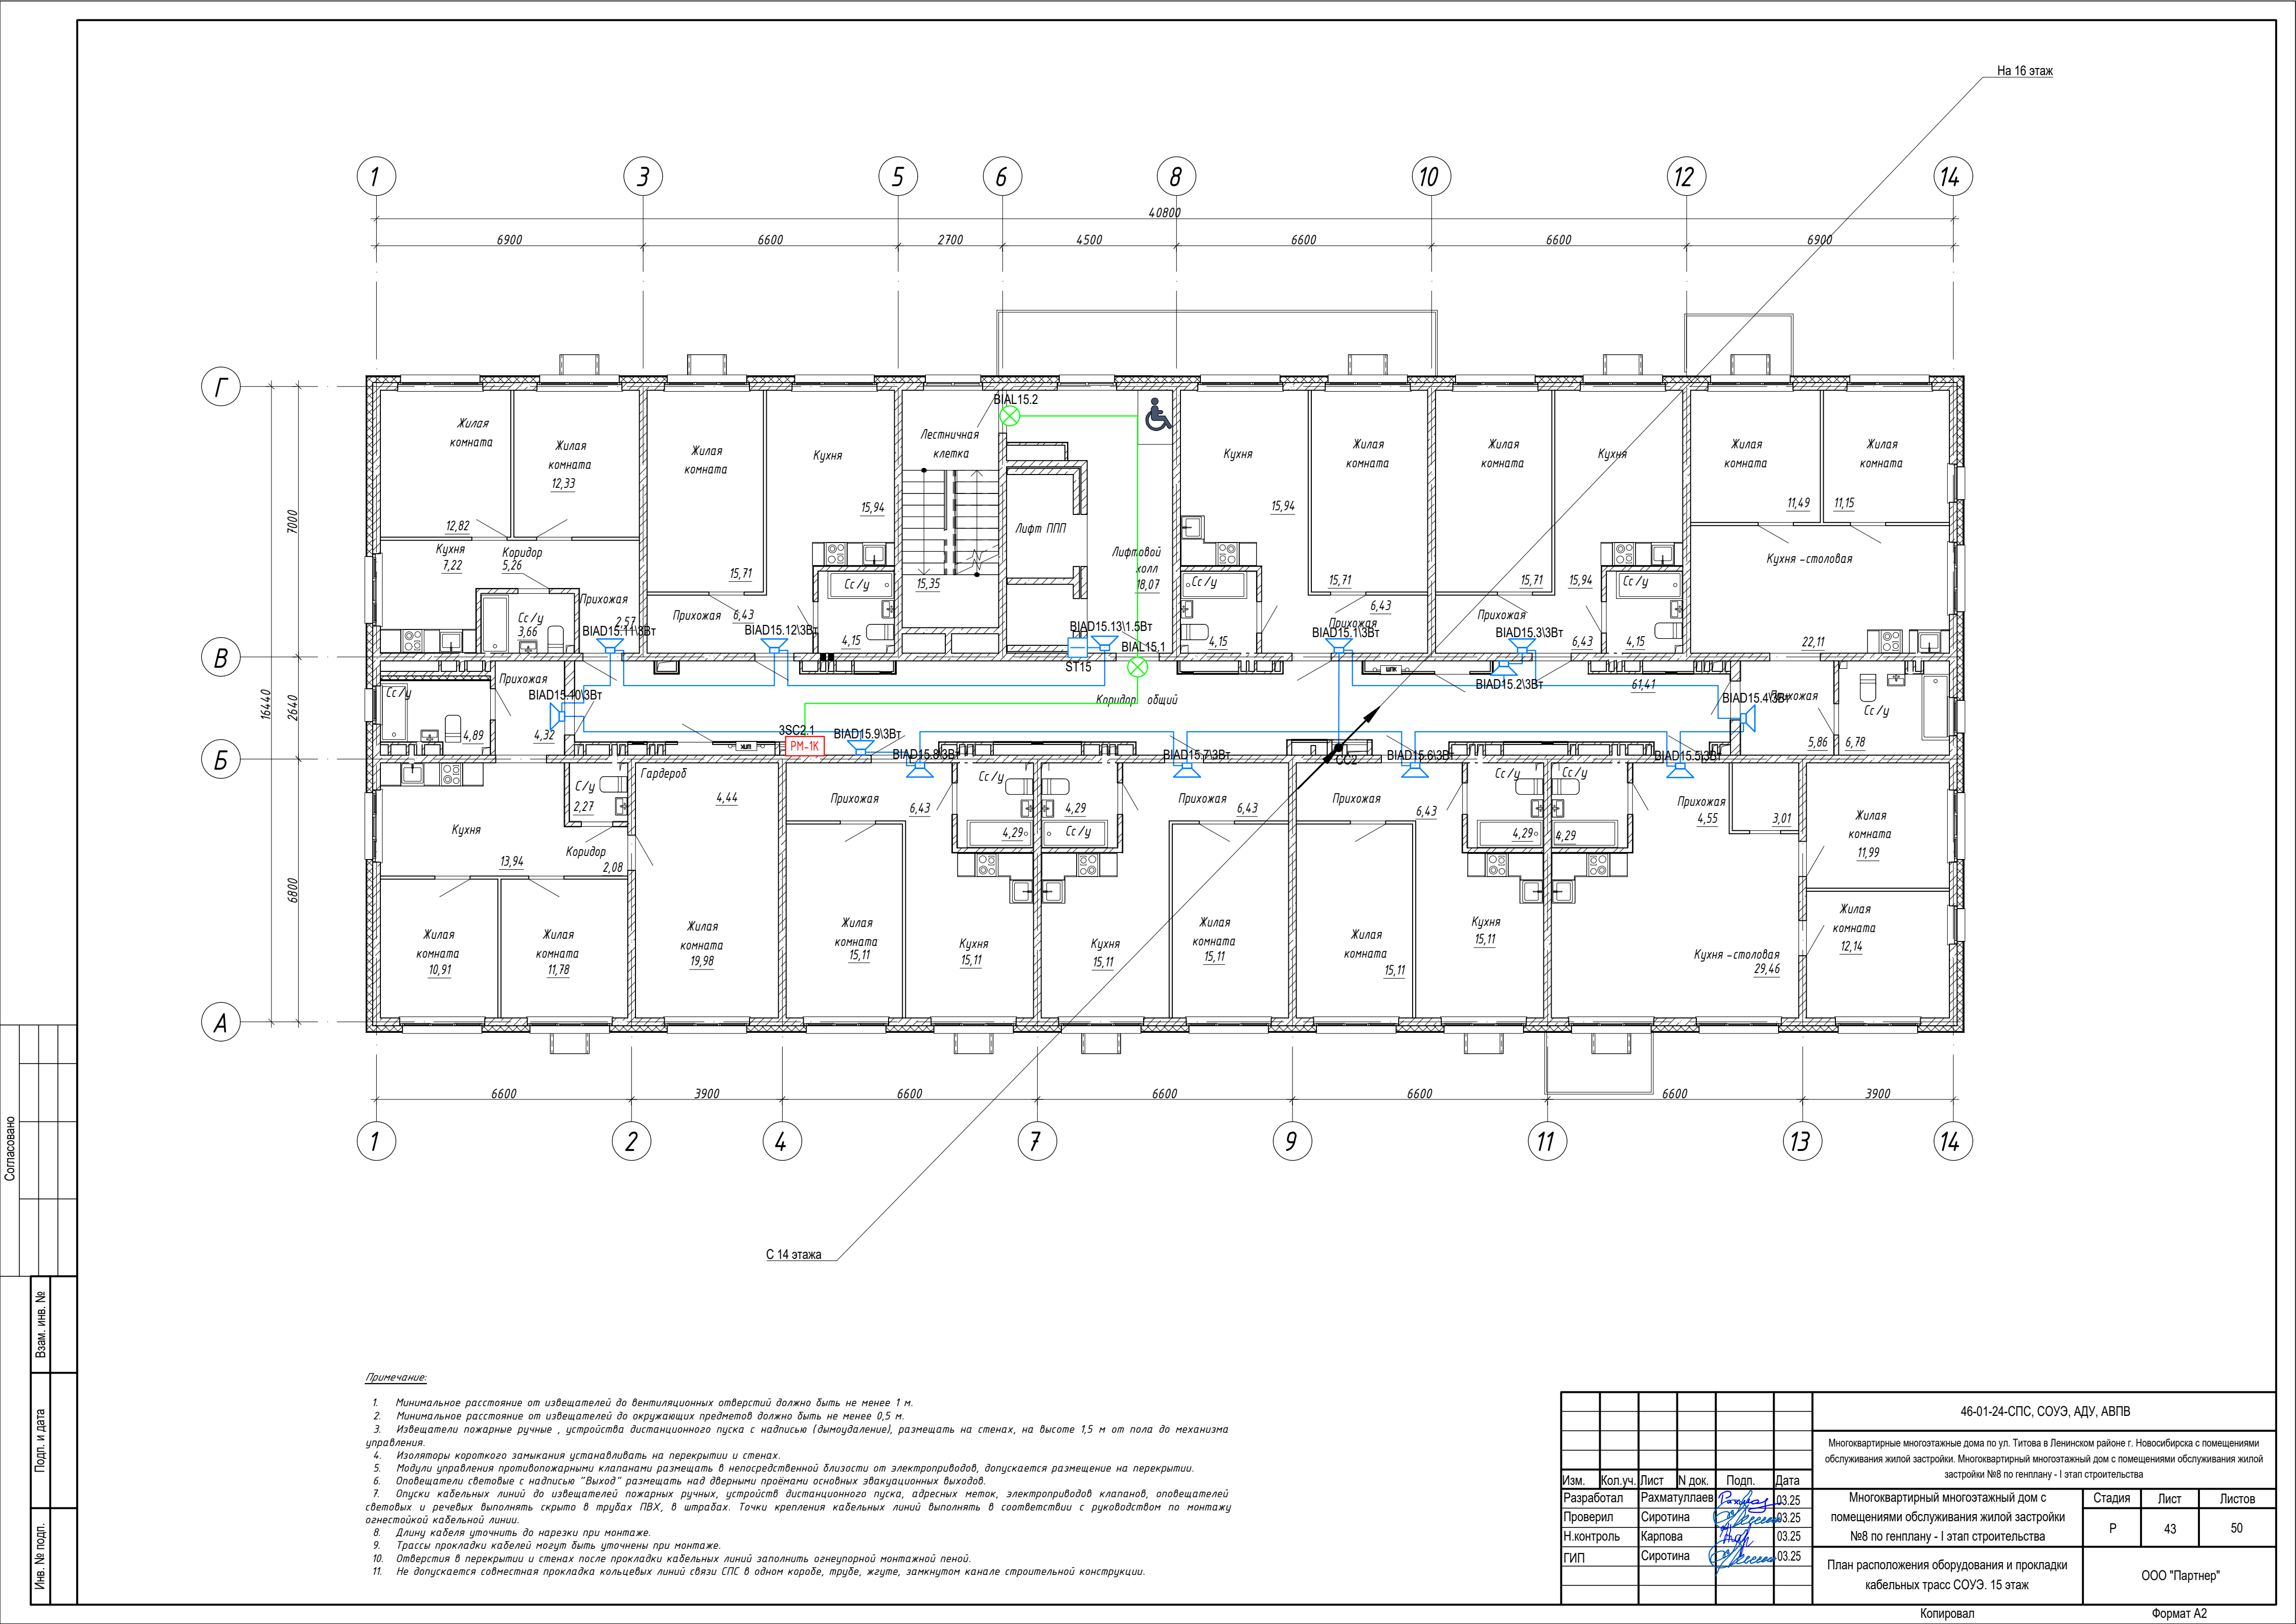 На 16 этаж
1
3
5
6
8
10
12
14
40800
6900
6600
2700
4500
6600
6600
6900
Г
В
Б
А
16440
7000
2640
6800
BIAL15.2
Жилая
комната
12,82
Жилая
комната
12,33
Жилая
комната
15,71
Кухня
15,94
Лестничная
клетка
15,35
Лифт ППП
Лифтовой
холл
18,07
Кухня
15,94
Жилая
комната
15,71
Жилая
комната
15,71
Кухня
15,94
Жилая
комната
11,49
Жилая
комната
11,15
Кухня
7,22
Коридор
5,26
Сс/у
3,66
Прихожая
2,57
Прихожая
6,43
Сс/у
4,15
Сс/у
4,15
Прихожая
6,43
Прихожая
6,43
Сс/у
4,15
Кухня-столовая
22,11
BIAD15.11\3Вт
BIAD15.12\3Вт
BIAD15.13\1.5Вт
BIAL15.1
ST15
BIAD15.1\3Вт
BIAD15.3\3Вт
BIAD15.2\3Вт
ШПК
61,41
Сс/у
4,89
Прихожая
4,32
BIAD15.10\3Вт
Коридор общий
BIAD15.4\3Вт
Прихожая
5,86
Сс/у
6,78
3SC2.1
РМ-1К
BIAD15.9\3Вт
BIAD15.8\3Вт
BIAD15.7\3Вт
СС2
BIAD15.6\3Вт
BIAD15.5\3Вт
Кухня
13,94
С/у
2,27
Коридор
2,08
Гардероб
4,44
Прихожая
6,43
Сс/у
4,29
4,29
Сс/у
Прихожая
6,43
Прихожая
6,43
Сс/у
4,29
Сс/у
4,29
Прихожая
4,55
3,01
Жилая
комната
11,99
Жилая
комната
10,91
Жилая
комната
11,78
Жилая
комната
19,98
Жилая
комната
15,11
Кухня
15,11
Кухня
15,11
Жилая
комната
15,11
Жилая
комната
15,11
Кухня
15,11
Кухня-столовая
29,46
Жилая
комната
12,14
6600
3900
6600
6600
6600
6600
3900
1
2
4
7
9
11
13
14
С 14 этажа
Примечание:
1. Минимальное расстояние от извещателей до вентиляционных отверстий должно быть не менее 1 м.
2. Минимальное расстояние от извещателей до окружающих предметов должно быть не менее 0,5 м.
3. Извещатели пожарные ручные , устройства дистанционного пуска с надписью (дымоудаление), размещать на стенах, на высоте 1,5 м от пола до механизма
управления.
4. Изоляторы короткого замыкания устанавливать на перекрытии и стенах.
5. Модули управления противопожарными клапанами размещать в непосредственной близости от электроприводов, допускается размещение на перекрытии.
6. Оповещатели световые с надписью "Выход" размещать над дверными проёмами основных эвакуационных выходов.
7. Опуски кабельных линий до извещателей пожарных ручных, устройств дистанционного пуска, адресных меток, электроприводов клапанов, оповещателей
световых и речевых выполнять скрыто в трубах ПВХ, в штрабах. Точки крепления кабельных линий выполнять в соответствии с руководством по монтажу
огнестойкой кабельной линии.
8. Длину кабеля уточнить до нарезки при монтаже.
9. Трассы прокладки кабелей могут быть уточнены при монтаже.
10. Отверстия в перекрытии и стенах после прокладки кабельных линий заполнить огнеупорной монтажной пеной.
11. Не допускается совместная прокладка кольцевых линий связи СПС в одном коробе, трубе, жгуте, замкнутом канале строительной конструкции.
Согласовано
Взам. инв. №
Подп. и дата
Инв. № подп.
46-01-24-СПС, СОУЭ, АДУ, АВПВ
Многоквартирные многоэтажные дома по ул. Титова в Ленинском районе г. Новосибирска с помещениями
обслуживания жилой застройки. Многоквартирный многоэтажный дом с помещениями обслуживания жилой
застройки №8 по генплану - I этап строительства
Изм. Кол.уч. Лист N док. Подп. Дата
Разработал Рахматуллаев 03.25
Проверил Сиротина 03.25
Н.контроль Карпова 03.25
ГИП Сиротина 03.25
Многоквартирный многоэтажный дом с
помещениями обслуживания жилой застройки
№8 по генплану - I этап строительства
Стадия Лист Листов
Р 43 50
План расположения оборудования и прокладки
кабельных трасс СОУЭ. 15 этаж
ООО "Партнер"
Копировал Формат А2